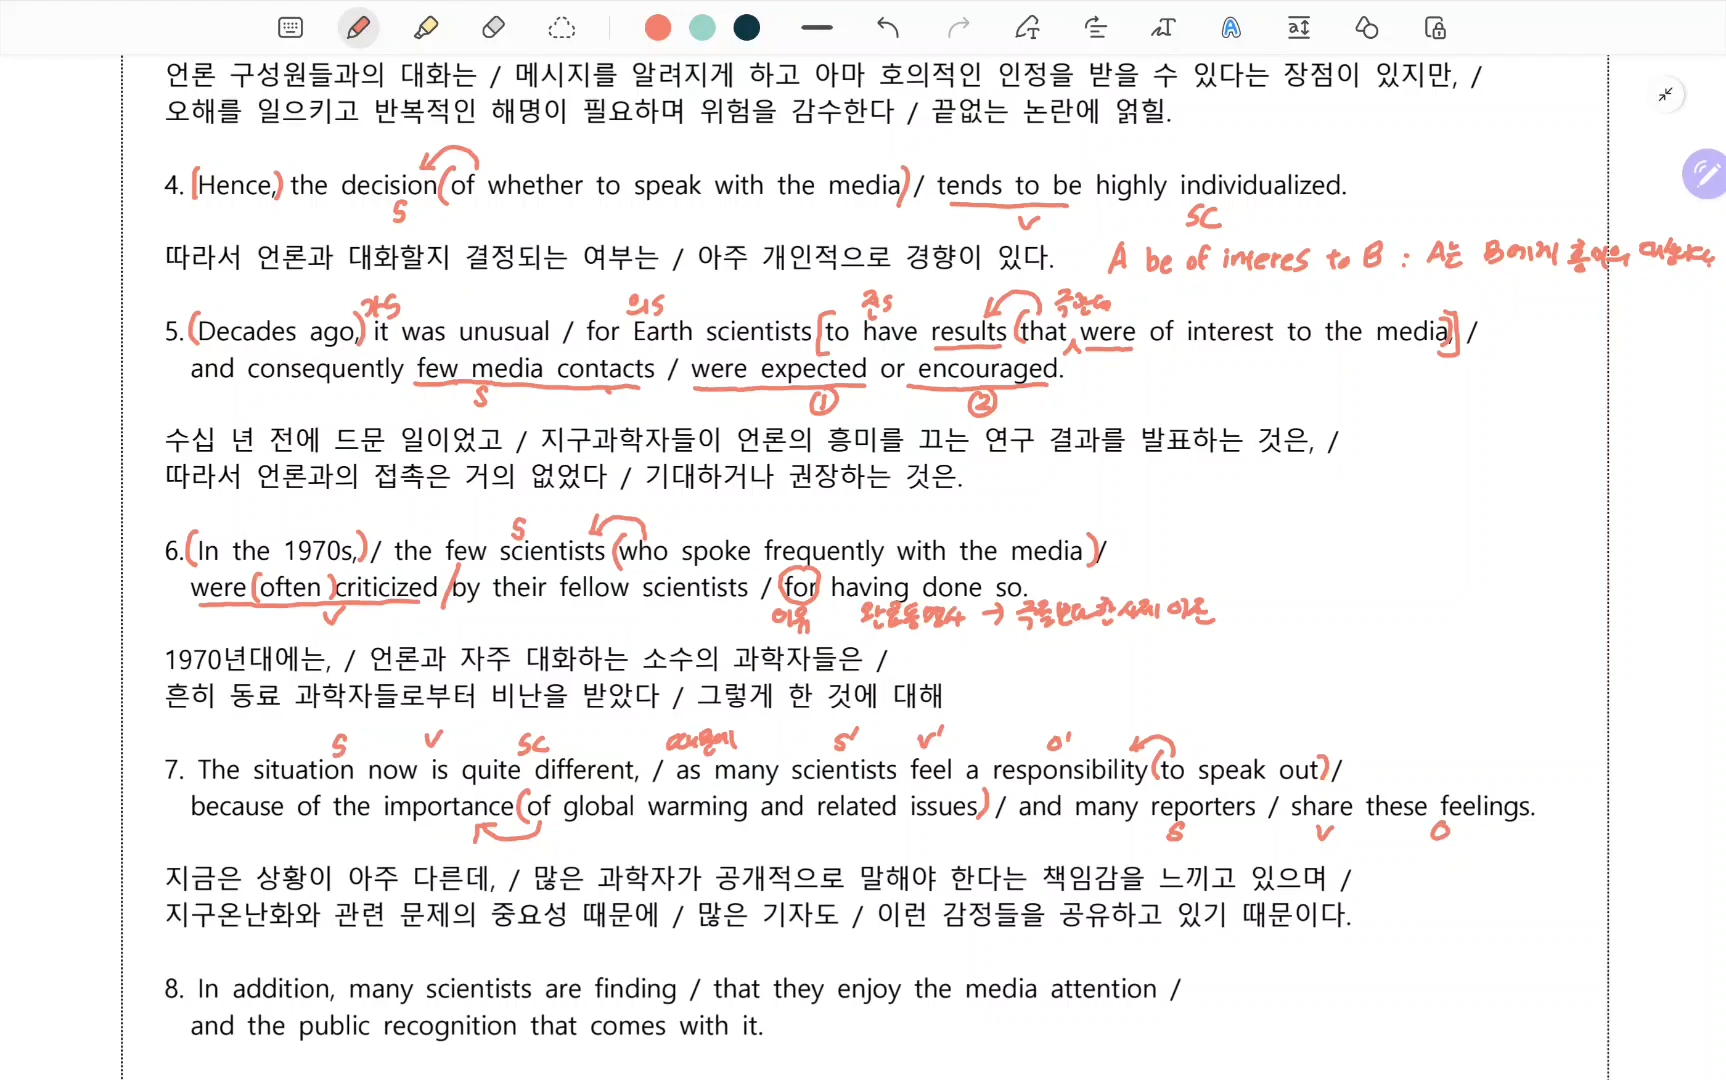 언론 구성원들과의 대화는 / 메시지를 알려지게 하고 아마 호의적인 인정을 받을 수 있다는 장점이 있지만, /
오해를 일으키고 반복적인 해명이 필요하며 위험을 감수한다 / 끝없는 논란에 얽힐.
4. (Hence,) the decision (of whether to speak with the media) / tends to be highly individualized.
S V SC
따라서 언론과 대화할지 결정되는 여부는 / 아주 개인적으로 경향이 있다.
A be of interes to B : A는 B에게 흥미의 대상이다
가S 의S 진S 주관대
5. (Decades ago,) it was unusual / for Earth scientists [to have results (that were of interest to the media,)] /
and consequently few media contacts / were expected or encouraged.
S ① ②
수십 년 전에 드문 일이었고 / 지구과학자들이 언론의 흥미를 끄는 연구 결과를 발표하는 것은, /
따라서 언론과의 접촉은 거의 없었다 / 기대하거나 권장하는 것은.
S
6. (In the 1970s,) / the few scientists (who spoke frequently with the media) /
were (often) criticized / by their fellow scientists / for having done so.
V 이유 완료동명사 →
1970년대에는, / 언론과 자주 대화하는 소수의 과학자들은 /
흔히 동료 과학자들로부터 비난을 받았다 / 그렇게 한 것에 대해
S V SC 때문에 S' V' O'
7. The situation now is quite different, / as many scientists feel a responsibility (to speak out) /
because of the importance (of global warming and related issues) / and many reporters / share these feelings.
S V O
지금은 상황이 아주 다른데, / 많은 과학자가 공개적으로 말해야 한다는 책임감을 느끼고 있으며 /
지구온난화와 관련 문제의 중요성 때문에 / 많은 기자도 / 이런 감정들을 공유하고 있기 때문이다.
8. In addition, many scientists are finding / that they enjoy the media attention /
and the public recognition that comes with it.